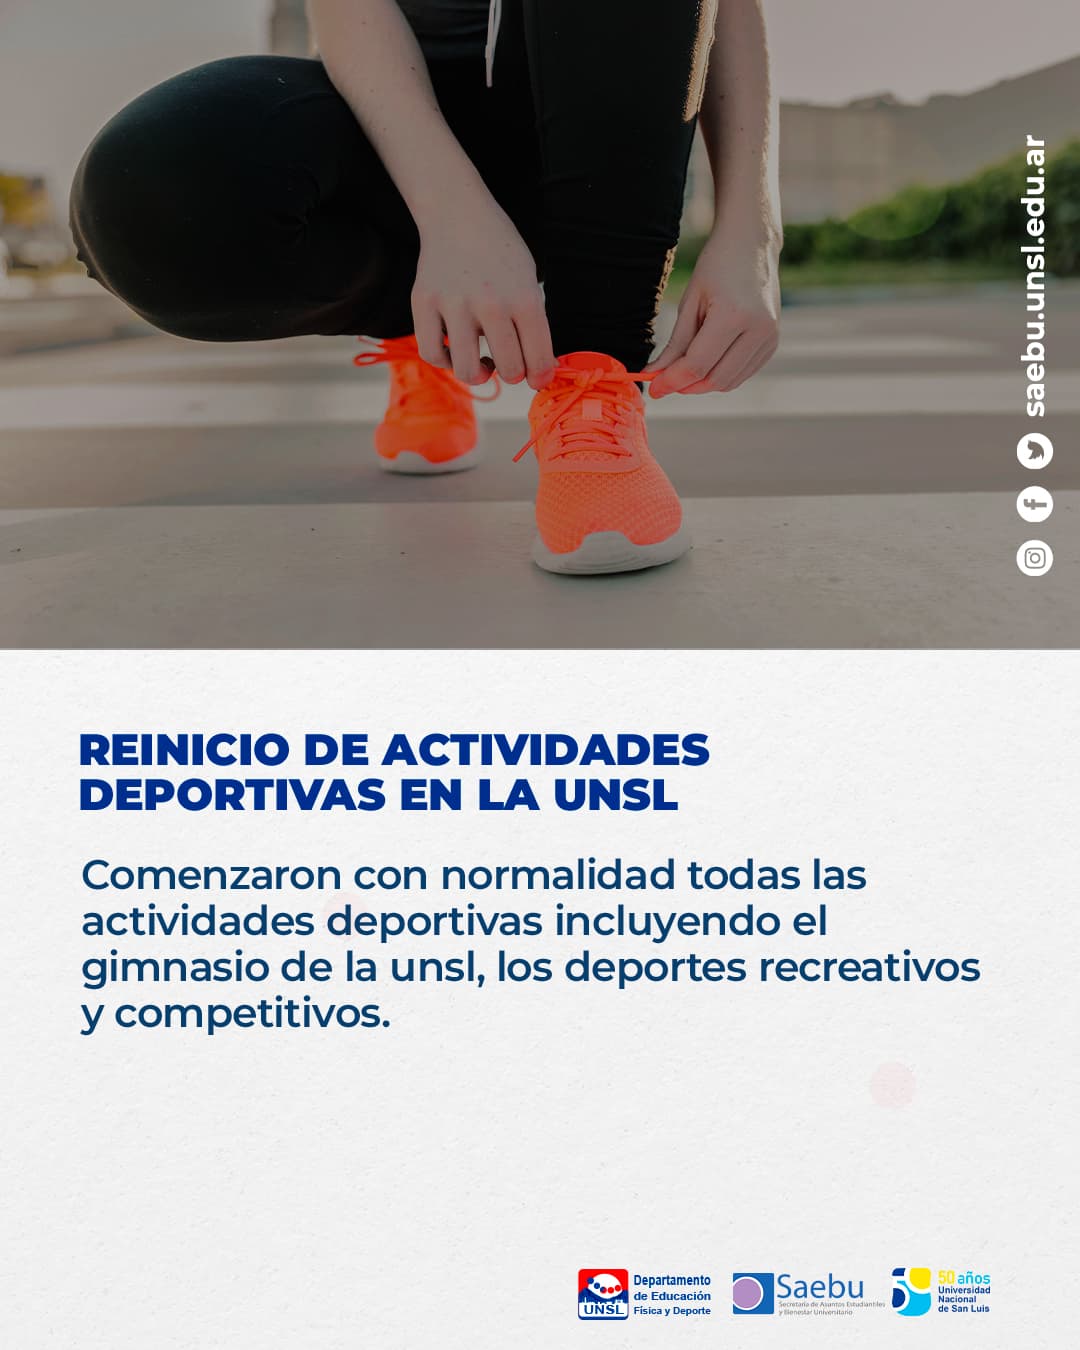 saebu.unsl.edu.ar
REINICIO DE ACTIVIDADES
DEPORTIVAS EN LA UNSL
Comenzaron con normalidad todas las
actividades deportivas incluyendo el
gimnasio de la unsl, los deportes recreativos
y competitivos.
UNSL
Departamento
de Educación
Física y Deporte
Saebu
Secretaría de Asuntos Estudiantiles
y Bienestar Universitario
50 años
Universidad
Nacional
de San Luis